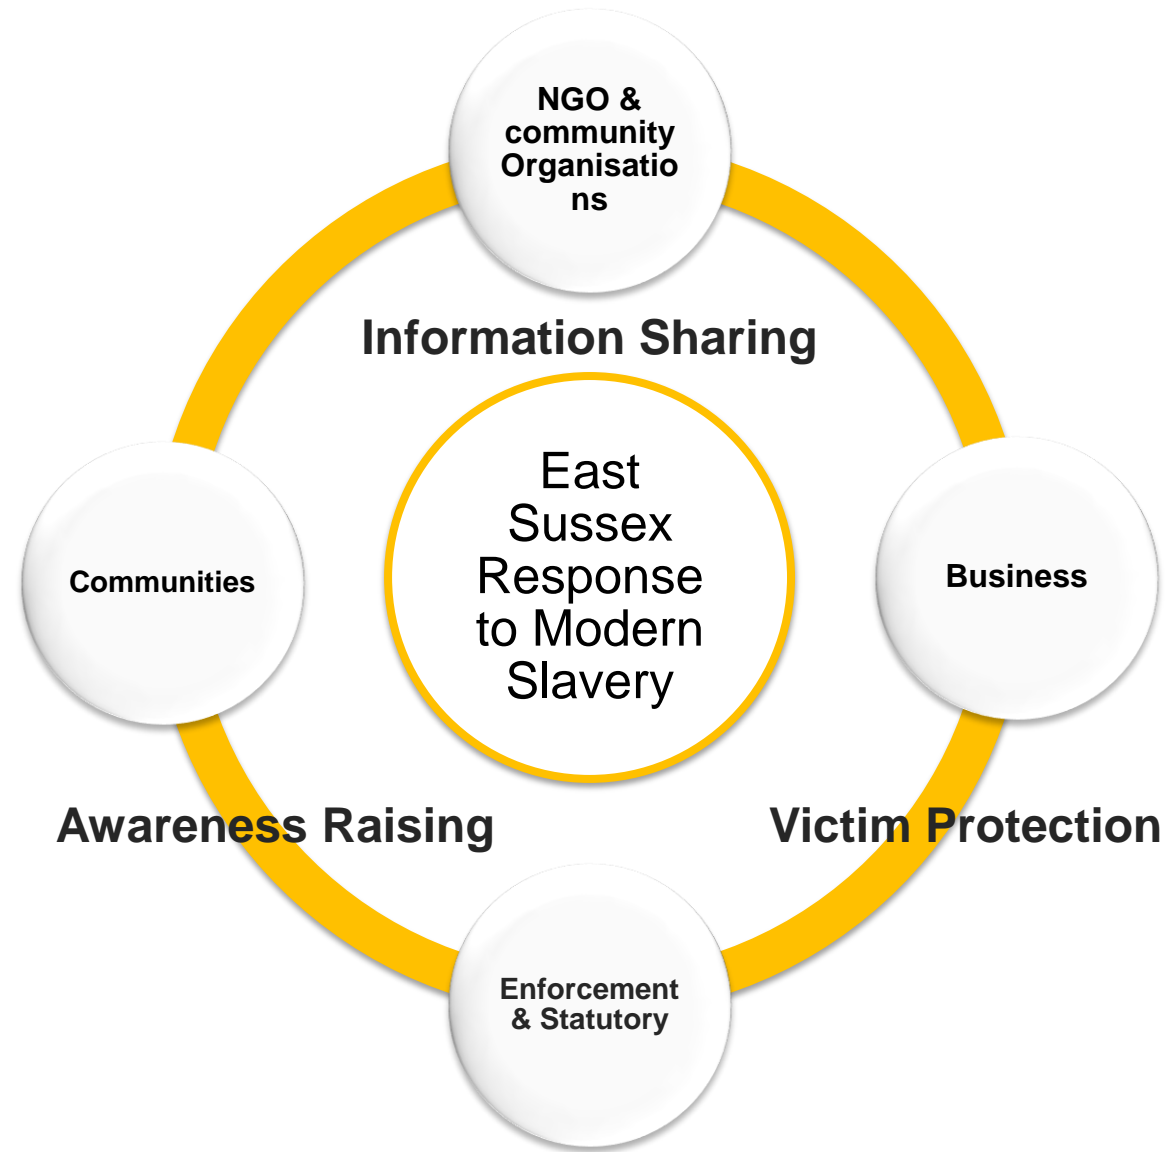 NGO &
community
Organisatio
ns
Information Sharing
East
Sussex
Response
to Modern
Slavery
Communities
Business
Awareness Raising
Victim Protection
Enforcement
& Statutory